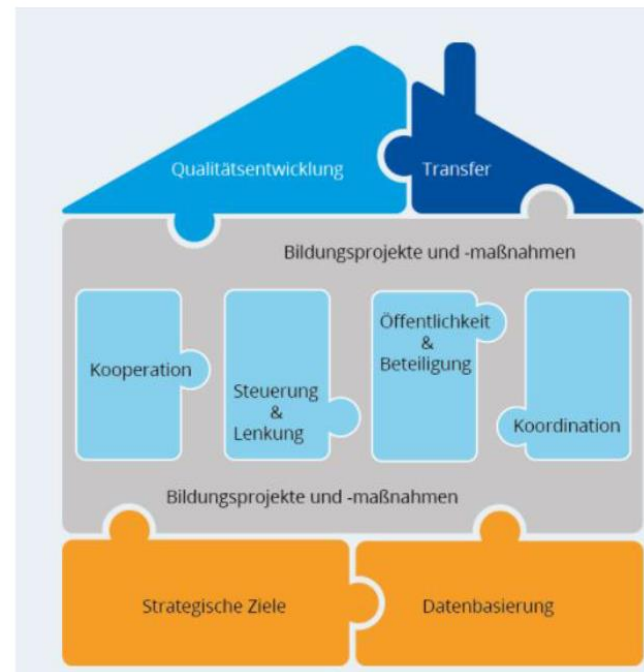 Qualitätsentwicklung
Transfer
Bildungsprojekte und -maßnahmen
Kooperation
Steuerung
&
Lenkung
Öffentlichkeit
&
Beteiligung
Koordination
Bildungsprojekte und -maßnahmen
Strategische Ziele
Datenbasierung